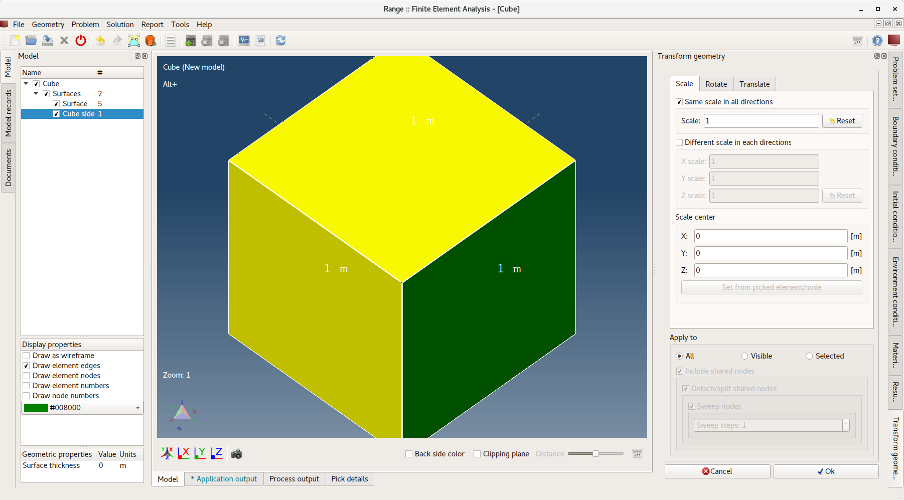 Range :: Finite Element Analysis - [Cube]
File Geometry Problem Solution Report Tools Help
Model
Model
Model records
Documents
Name #
Cube
Surfaces 2
Surface 5
Cube side 1
Display properties
Draw as wireframe
Draw element edges
Draw element nodes
Draw element numbers
Draw node numbers
#008000
Geometric properties Value Units
Surface thickness 0 m
Cube (New model)
Alt+
1 m
1 m
1 m
Zoom: 1
Back side color Clipping plane Distance
Model * Application output Process output Pick details
Transform geometry
Scale Rotate Translate
Same scale in all directions
Scale: 1 Reset
Different scale in each directions
X scale: 1
Y scale: 1
Z scale: 1 Reset
Scale center
X: 0 [m]
Y: 0 [m]
Z: 0 [m]
Set from picked element/node
Apply to
All Visible Selected
Include shared nodes
Detach/split shared nodes
Sweep nodes
Sweep steps: 1
Cancel Ok
Problem set...
Boundary conditi...
Initial conditio...
Environment conditi...
Materi...
Resu...
Transform geome...